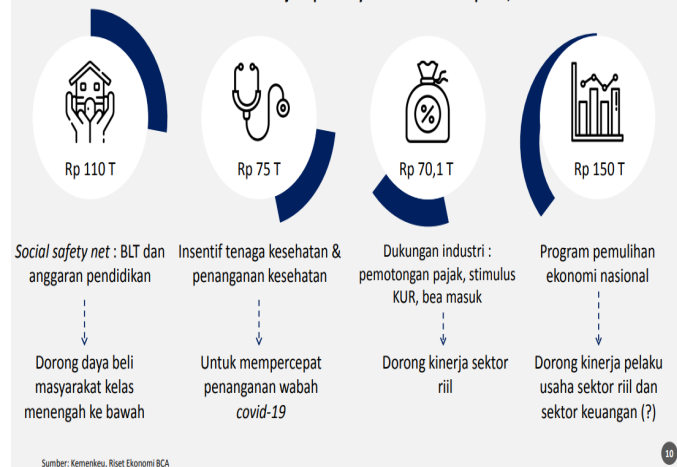 Rp 110 T
Rp 75 T
Rp 70,1 T
Rp 150 T
Social safety net : BLT dan
anggaran pendidikan
Insentif tenaga kesehatan &
penanganan kesehatan
Dukungan industri :
pemotongan pajak, stimulus
KUR, bea masuk
Program pemulihan
ekonomi nasional
Dorong daya beli
masyarakat kelas
menengah ke bawah
Untuk mempercepat
penanganan wabah
covid-19
Dorong kinerja sektor
riil
Dorong kinerja pelaku
usaha sektor riil dan
sektor keuangan (?)
Sumber: Kemenkeu, Riset Ekonomi BCA
10